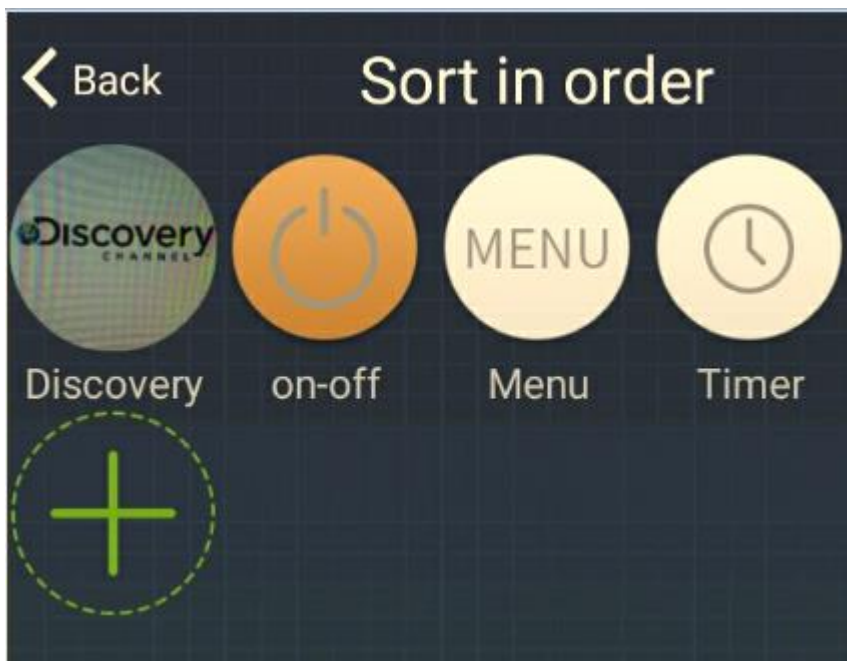 Back
Sort in order
Discovery
CHANNEL
MENU
Discovery
on-off
Menu
Timer